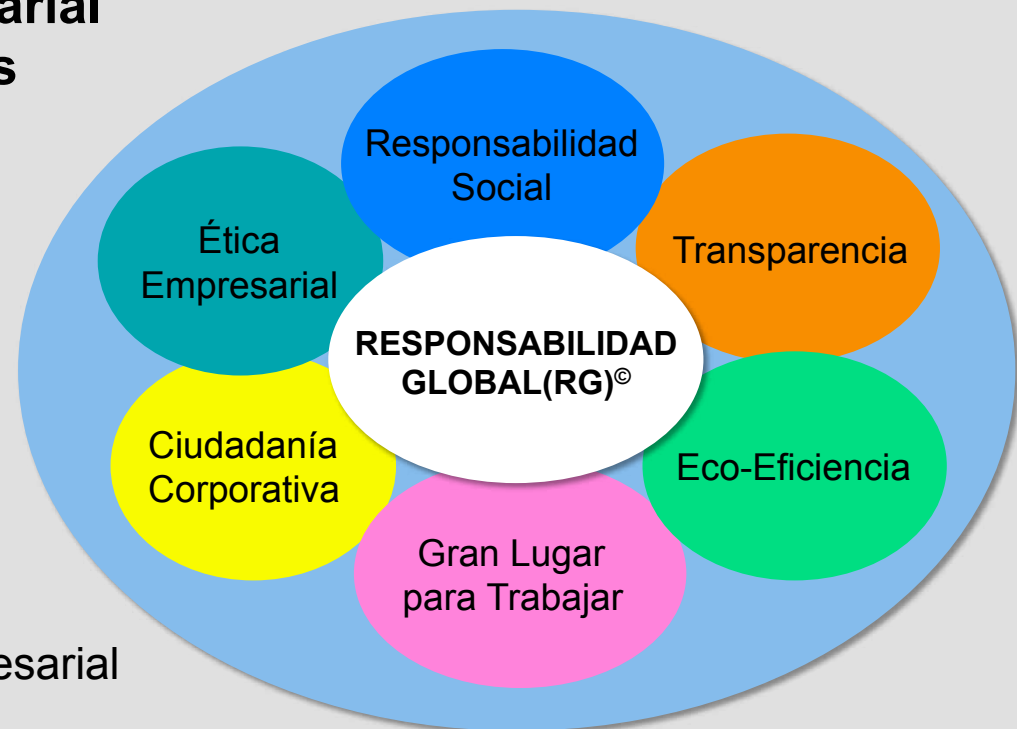 arial
s
Responsabilidad
Social
Ética
Empresarial
Transparencia
RESPONSABILIDAD
GLOBAL(RG)©
Ciudadanía
Corporativa
Eco-Eficiencia
Gran Lugar
para Trabajar
esarial